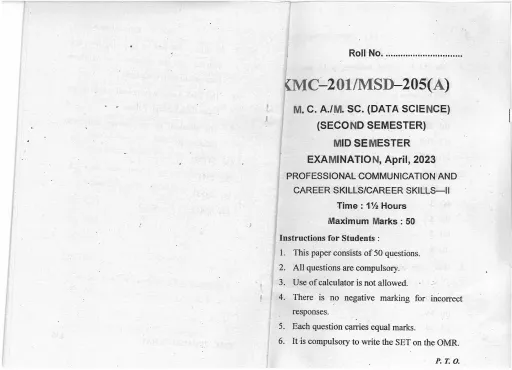 Roll No. ..............................
XMC–201/MSD–205(A)
M. C. A./M. SC. (DATA SCIENCE)
(SECOND SEMESTER)
MID SEMESTER
EXAMINATION, April, 2023
PROFESSIONAL COMMUNICATION AND
CAREER SKILLS/CAREER SKILLS—II
Time : 1½ Hours
Maximum Marks : 50
Instructions for Students :
1. This paper consists of 50 questions.
2. All questions are compulsory.
3. Use of calculator is not allowed.
4. There is no negative marking for incorrect
responses.
5. Each question carries equal marks.
6. It is compulsory to write the SET on the OMR.
P. T. O.